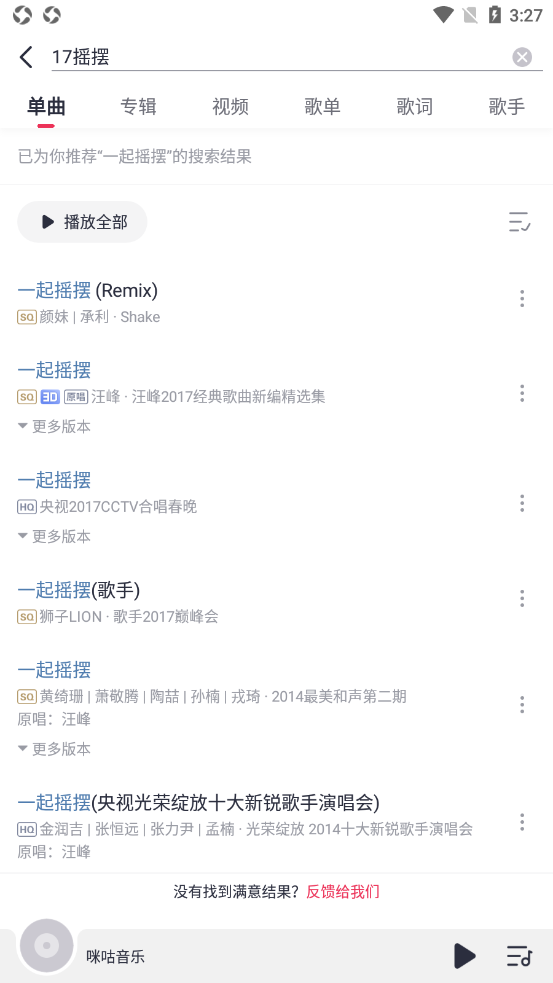 3:27
17摇摆
单曲 专辑 视频 歌单 歌词 歌手
已为你推荐“一起摇摆”的搜索结果
播放全部
一起摇摆 (Remix)
SQ 颜妹 | 承利 · Shake
一起摇摆
SQ 3D 原唱 汪峰 · 汪峰2017经典歌曲新编精选集
更多版本
一起摇摆
HQ 央视2017CCTV合唱春晚
更多版本
一起摇摆(歌手)
SQ 狮子LION · 歌手2017巅峰会
一起摇摆
SQ 黄绮珊 | 萧敬腾 | 陶喆 | 孙楠 | 戎琦 · 2014最美和声第二期
原唱：汪峰
更多版本
一起摇摆(央视光荣绽放十大新锐歌手演唱会)
HQ 金润吉 | 张恒远 | 张力尹 | 孟楠 · 光荣绽放 2014十大新锐歌手演唱会
原唱：汪峰
没有找到满意结果？反馈给我们
咪咕音乐